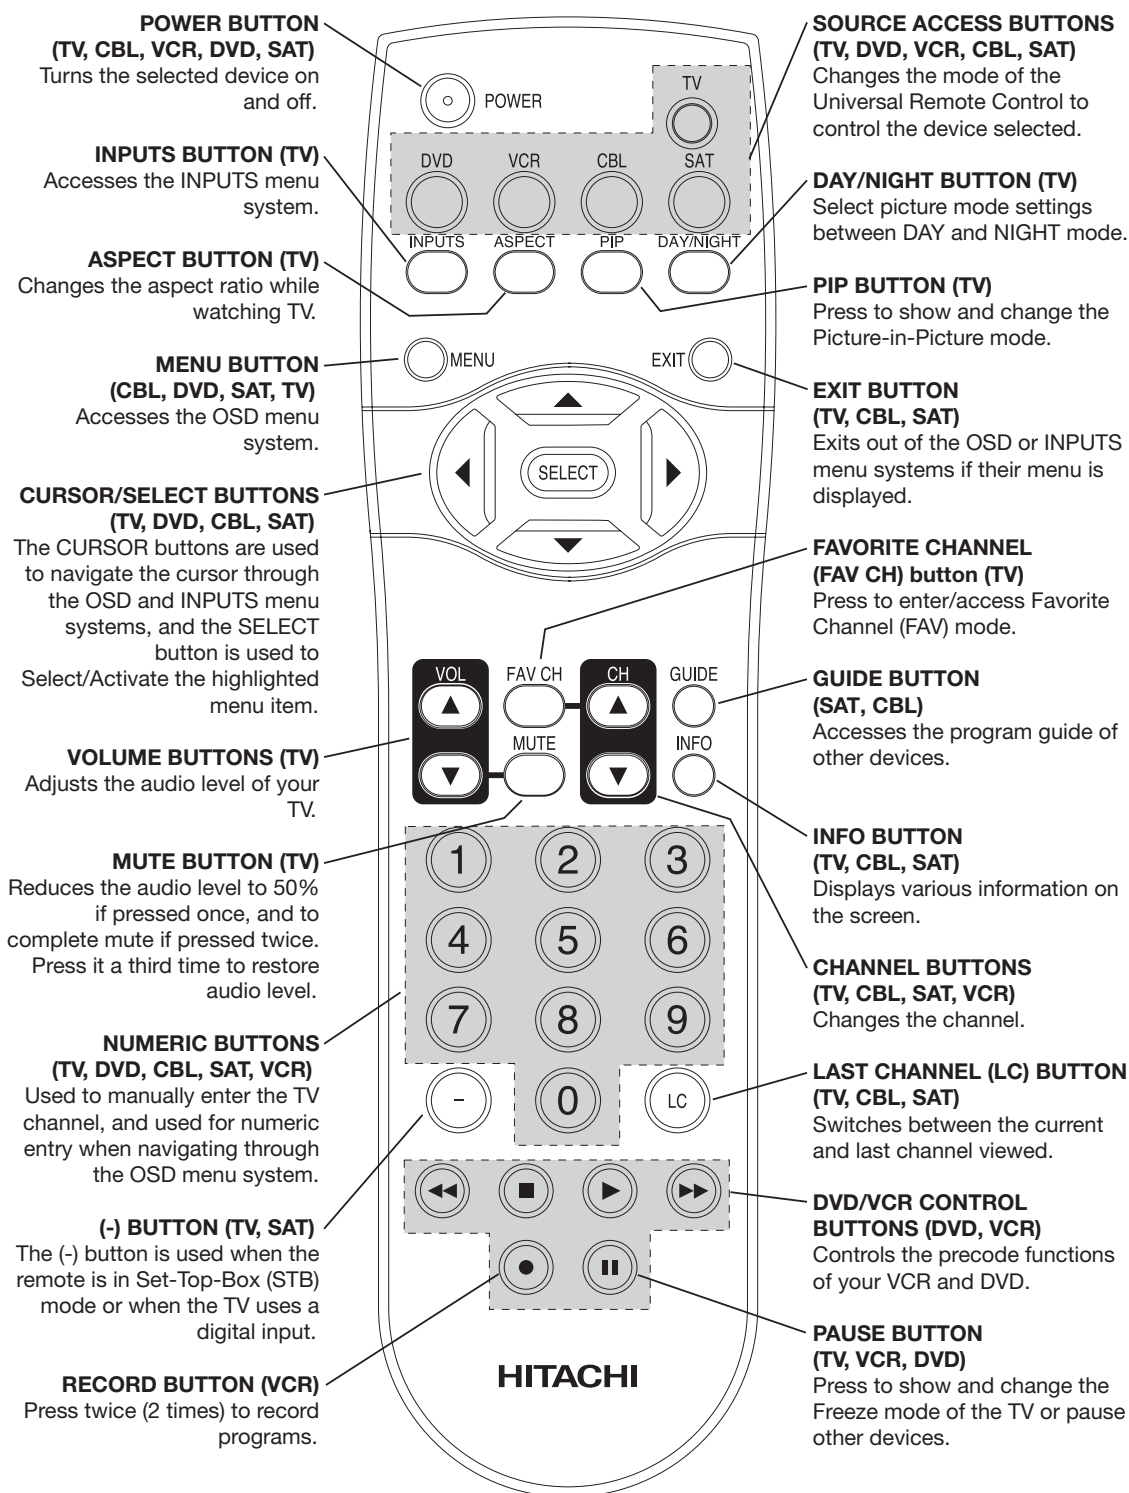 POWER BUTTON
(TV, CBL, VCR, DVD, SAT)
Turns the selected device on
and off.
INPUTS BUTTON (TV)
Accesses the INPUTS menu
system.
ASPECT BUTTON (TV)
Changes the aspect ratio while
watching TV.
MENU BUTTON
(CBL, DVD, SAT, TV)
Accesses the OSD menu
system.
CURSOR/SELECT BUTTONS
(TV, DVD, CBL, SAT)
The CURSOR buttons are used
to navigate the cursor through
the OSD and INPUTS menu
systems, and the SELECT
button is used to
Select/Activate the highlighted
menu item.
VOLUME BUTTONS (TV)
Adjusts the audio level of your
TV.
MUTE BUTTON (TV)
Reduces the audio level to 50%
if pressed once, and to
complete mute if pressed twice.
Press it a third time to restore
audio level.
NUMERIC BUTTONS
(TV, DVD, CBL, SAT, VCR)
Used to manually enter the TV
channel, and used for numeric
entry when navigating through
the OSD menu system.
(-) BUTTON (TV, SAT)
The (-) button is used when the
remote is in Set-Top-Box (STB)
mode or when the TV uses a
digital input.
RECORD BUTTON (VCR)
Press twice (2 times) to record
programs.
POWER
TV
DVD VCR CBL SAT
INPUTS ASPECT PIP DAY/NIGHT
MENU EXIT
SELECT
VOL FAV CH CH GUIDE
MUTE INFO
1 2 3
4 5 6
7 8 9
- 0 LC
HITACHI
SOURCE ACCESS BUTTONS
(TV, DVD, VCR, CBL, SAT)
Changes the mode of the
Universal Remote Control to
control the device selected.
DAY/NIGHT BUTTON (TV)
Select picture mode settings
between DAY and NIGHT mode.
PIP BUTTON (TV)
Press to show and change the
Picture-in-Picture mode.
EXIT BUTTON
(TV, CBL, SAT)
Exits out of the OSD or INPUTS
menu systems if their menu is
displayed.
FAVORITE CHANNEL
(FAV CH) button (TV)
Press to enter/access Favorite
Channel (FAV) mode.
GUIDE BUTTON
(SAT, CBL)
Accesses the program guide of
other devices.
INFO BUTTON
(TV, CBL, SAT)
Displays various information on
the screen.
CHANNEL BUTTONS
(TV, CBL, SAT, VCR)
Changes the channel.
LAST CHANNEL (LC) BUTTON
(TV, CBL, SAT)
Switches between the current
and last channel viewed.
DVD/VCR CONTROL
BUTTONS (DVD, VCR)
Controls the precode functions
of your VCR and DVD.
PAUSE BUTTON
(TV, VCR, DVD)
Press to show and change the
Freeze mode of the TV or pause
other devices.